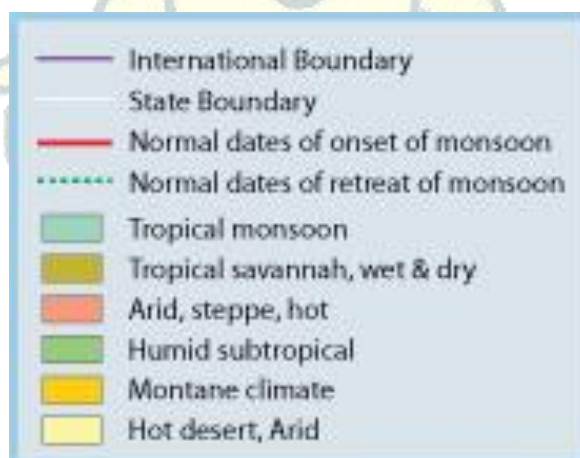 International Boundary
State Boundary
Normal dates of onset of monsoon
Normal dates of retreat of monsoon
Tropical monsoon
Tropical savannah, wet & dry
Arid, steppe, hot
Humid subtropical
Montane climate
Hot desert, Arid